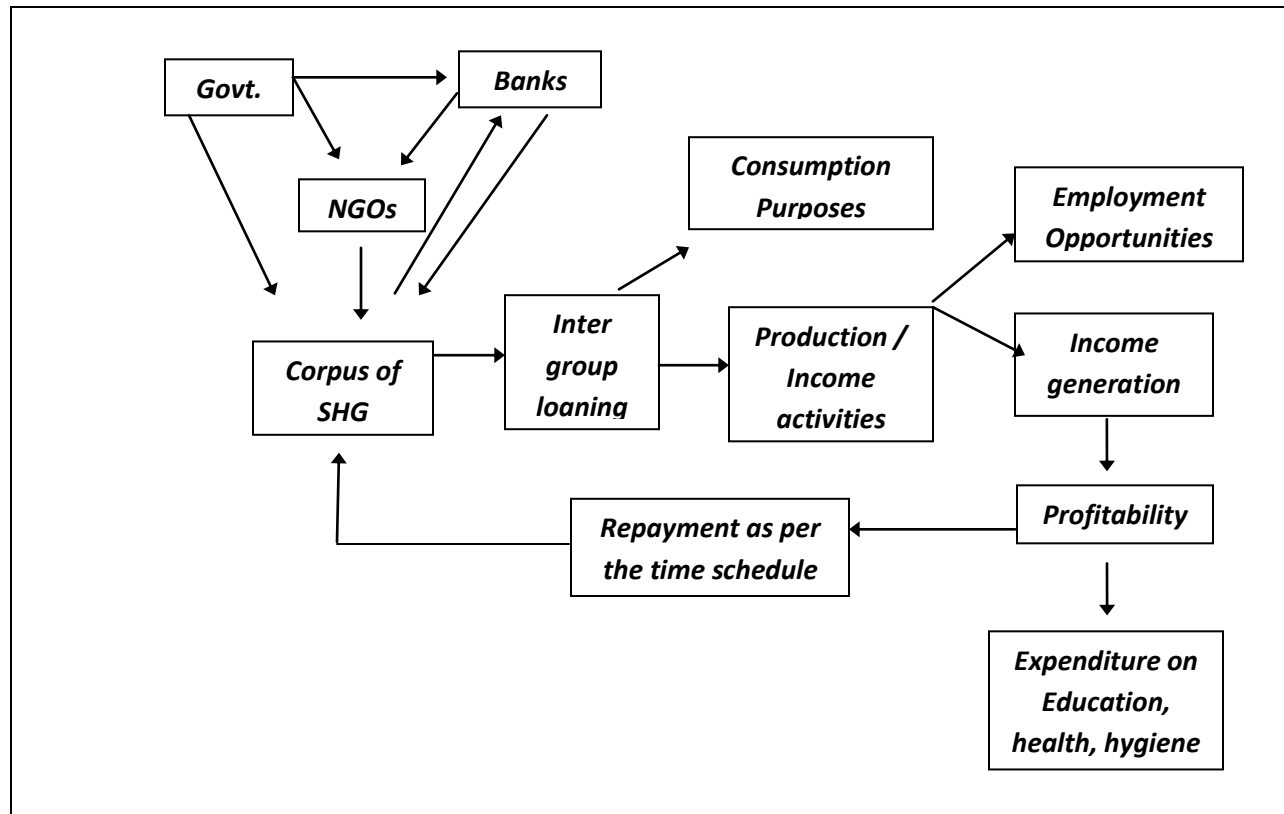 Govt.
Banks
NGOs
Consumption
Purposes
Employment
Opportunities
Corpus of
SHG
Inter
group
loaning
Production /
Income
activities
Income
generation
Profitability
Repayment as per
the time schedule
Expenditure on
Education,
health, hygiene